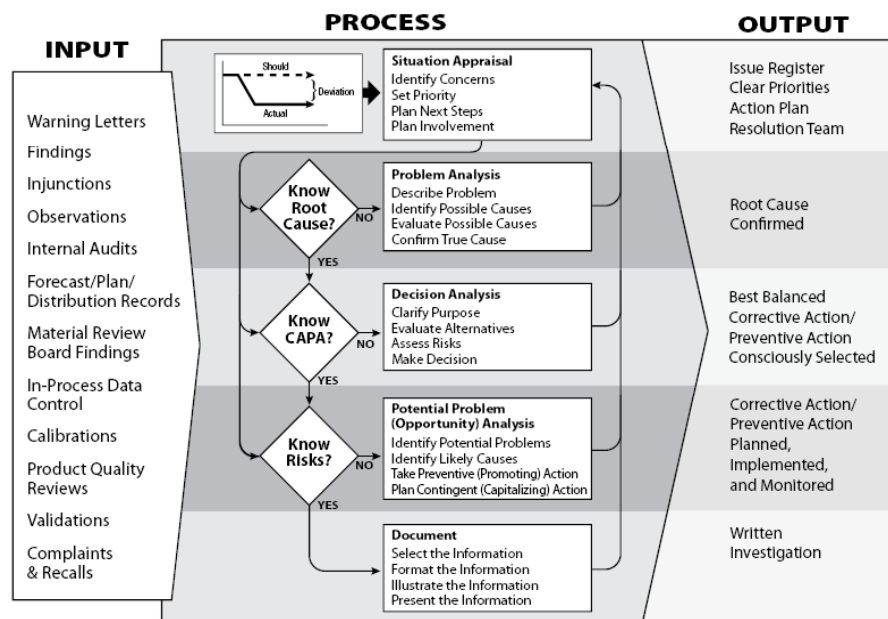 INPUT
Warning Letters
Findings
Injunctions
Observations
Internal Audits
Forecast/Plan/
Distribution Records
Material Review
Board Findings
In-Process Data
Control
Calibrations
Product Quality
Reviews
Validations
Complaints
& Recalls
PROCESS
Should
Deviation
Actual
Situation Appraisal
Identify Concerns
Set Priority
Plan Next Steps
Plan Involvement
Know
Root
Cause?
NO
YES
Problem Analysis
Describe Problem
Identify Possible Causes
Evaluate Possible Causes
Confirm True Cause
Know
CAPA?
NO
YES
Decision Analysis
Clarify Purpose
Evaluate Alternatives
Assess Risks
Make Decision
Know
Risks?
NO
YES
Potential Problem
(Opportunity) Analysis
Identify Potential Problems
Identify Likely Causes
Take Preventive (Promoting) Action
Plan Contingent (Capitalizing) Action
Document
Select the Information
Format the Information
Illustrate the Information
Present the Information
OUTPUT
Issue Register
Clear Priorities
Action Plan
Resolution Team
Root Cause
Confirmed
Best Balanced
Corrective Action/
Preventive Action
Consciously Selected
Corrective Action/
Preventive Action
Planned,
Implemented,
and Monitored
Written
Investigation